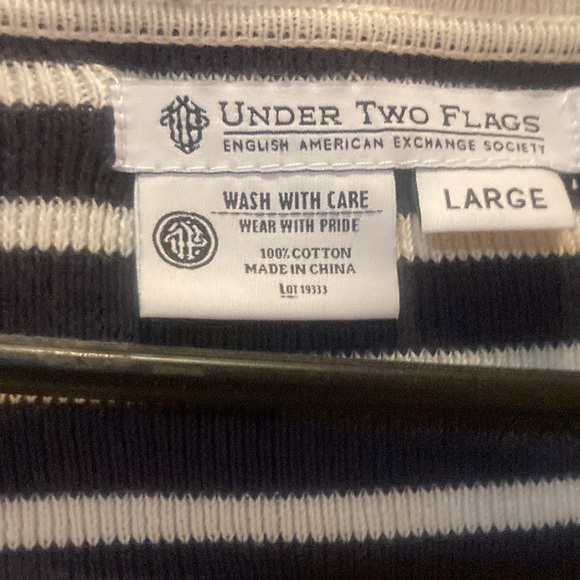 UNDER TWO FLAGS
ENGLISH AMERICAN EXCHANGE SOCIETY
LARGE
WASH WITH CARE
WEAR WITH PRIDE
100% COTTON
MADE IN CHINA
LOT 19333